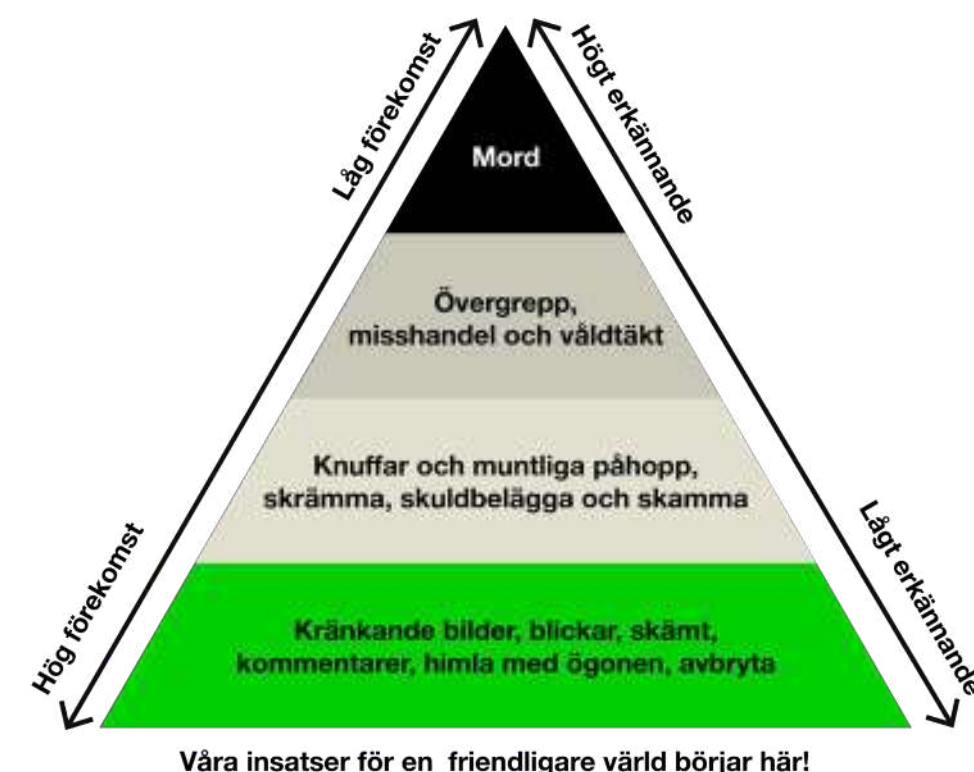 Låg förekomst
Högt erkännande
Mord
Övergrepp,
misshandel och våldtäkt
Knuffar och muntliga påhopp,
skrämma, skuldbelägga och skamma
Hög förekomst
Lågt erkännande
Kränkande bilder, blickar, skämt,
kommentarer, himla med ögonen, avbryta
Våra insatser för en friendligare värld börjar här!